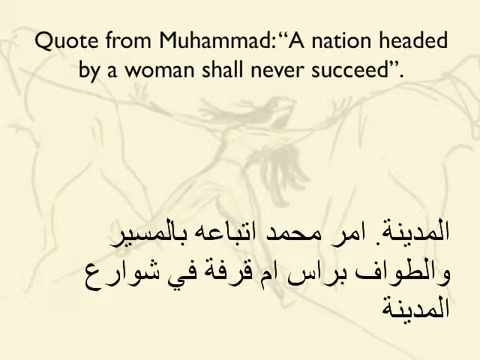 Quote from Muhammad: “A nation headed
by a woman shall never succeed”.
المدينة. امر محمد اتباعه بالمسير
والطواف براس ام قرفة في شوارع
المدينة